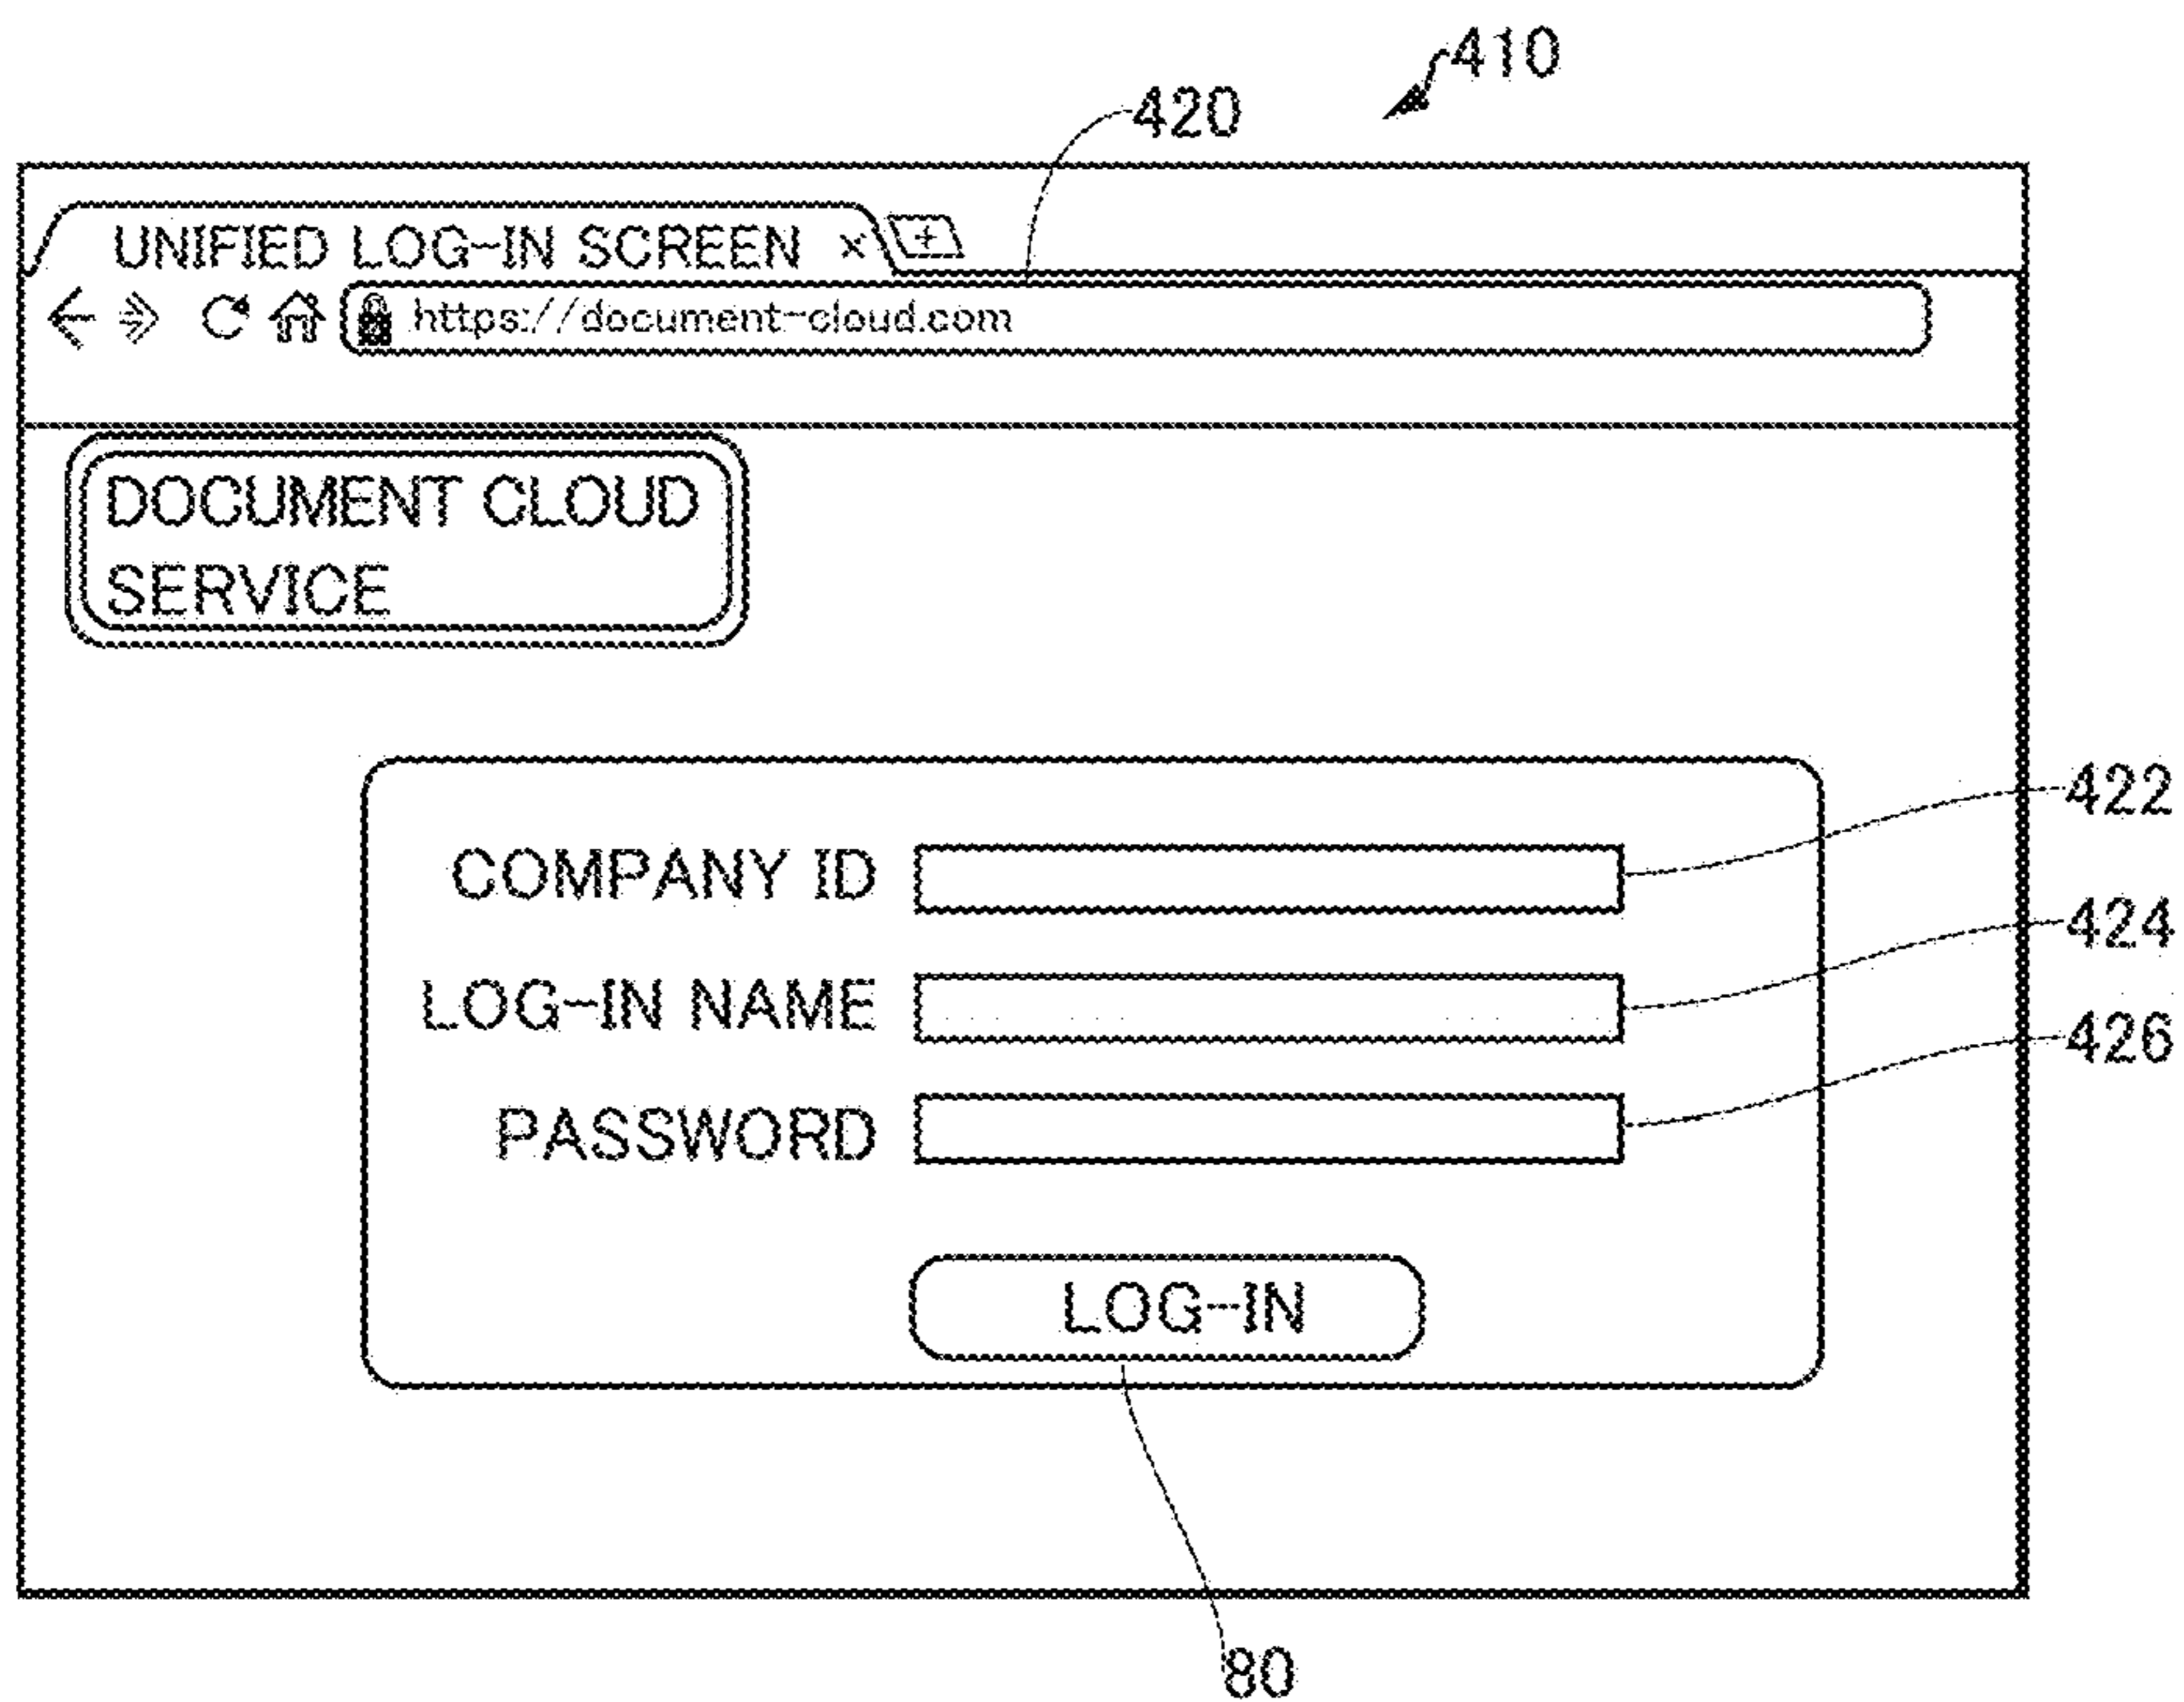 410
420
UNIFIED LOG-IN SCREEN x +
https://document-cloud.com
DOCUMENT CLOUD
SERVICE
422
COMPANY ID
424
LOG-IN NAME
426
PASSWORD
LOG-IN
80